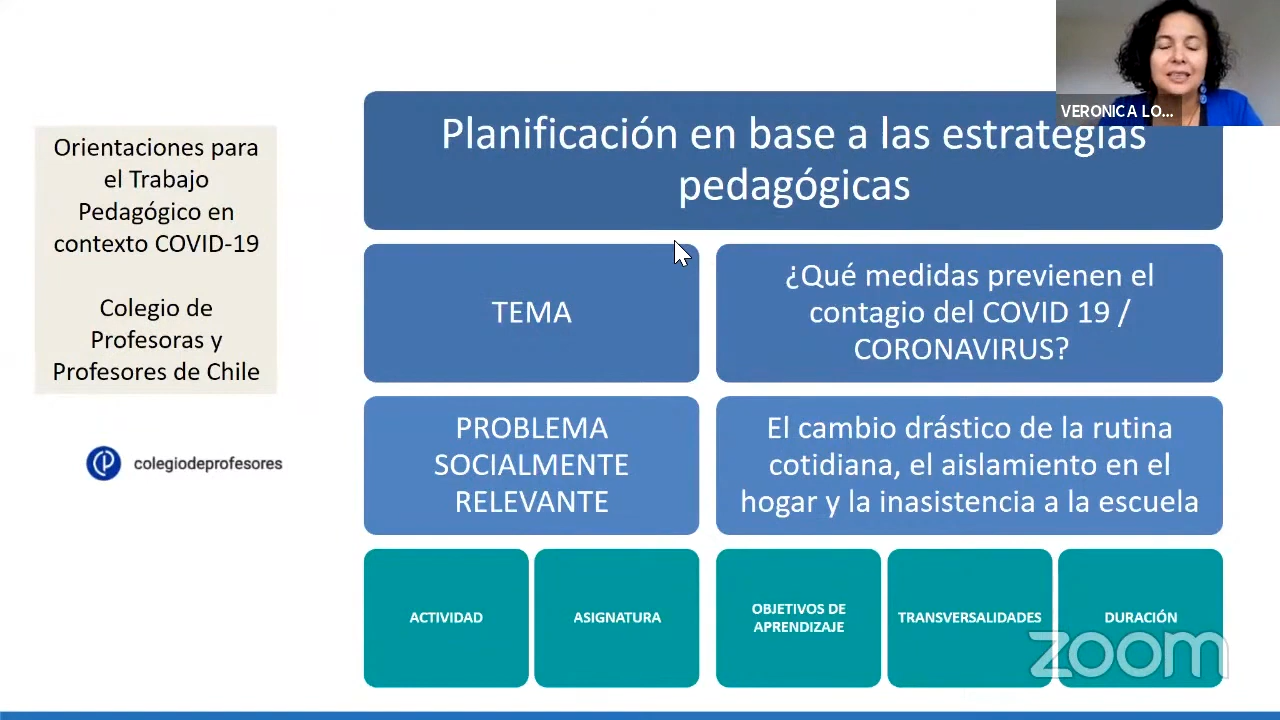 VERONICA LO...
Orientaciones para
el Trabajo
Pedagógico en
contexto COVID-19
Colegio de
Profesoras y
Profesores de Chile
colegiodeprofesores
Planificación en base a las estrategias
pedagógicas
TEMA
¿Qué medidas previenen el
contagio del COVID 19 /
CORONAVIRUS?
PROBLEMA
SOCIALMENTE
RELEVANTE
El cambio drástico de la rutina
cotidiana, el aislamiento en el
hogar y la inasistencia a la escuela
ACTIVIDAD
ASIGNATURA
OBJETIVOS DE
APRENDIZAJE
TRANSVERSALIDADES
DURACIÓN
zoom